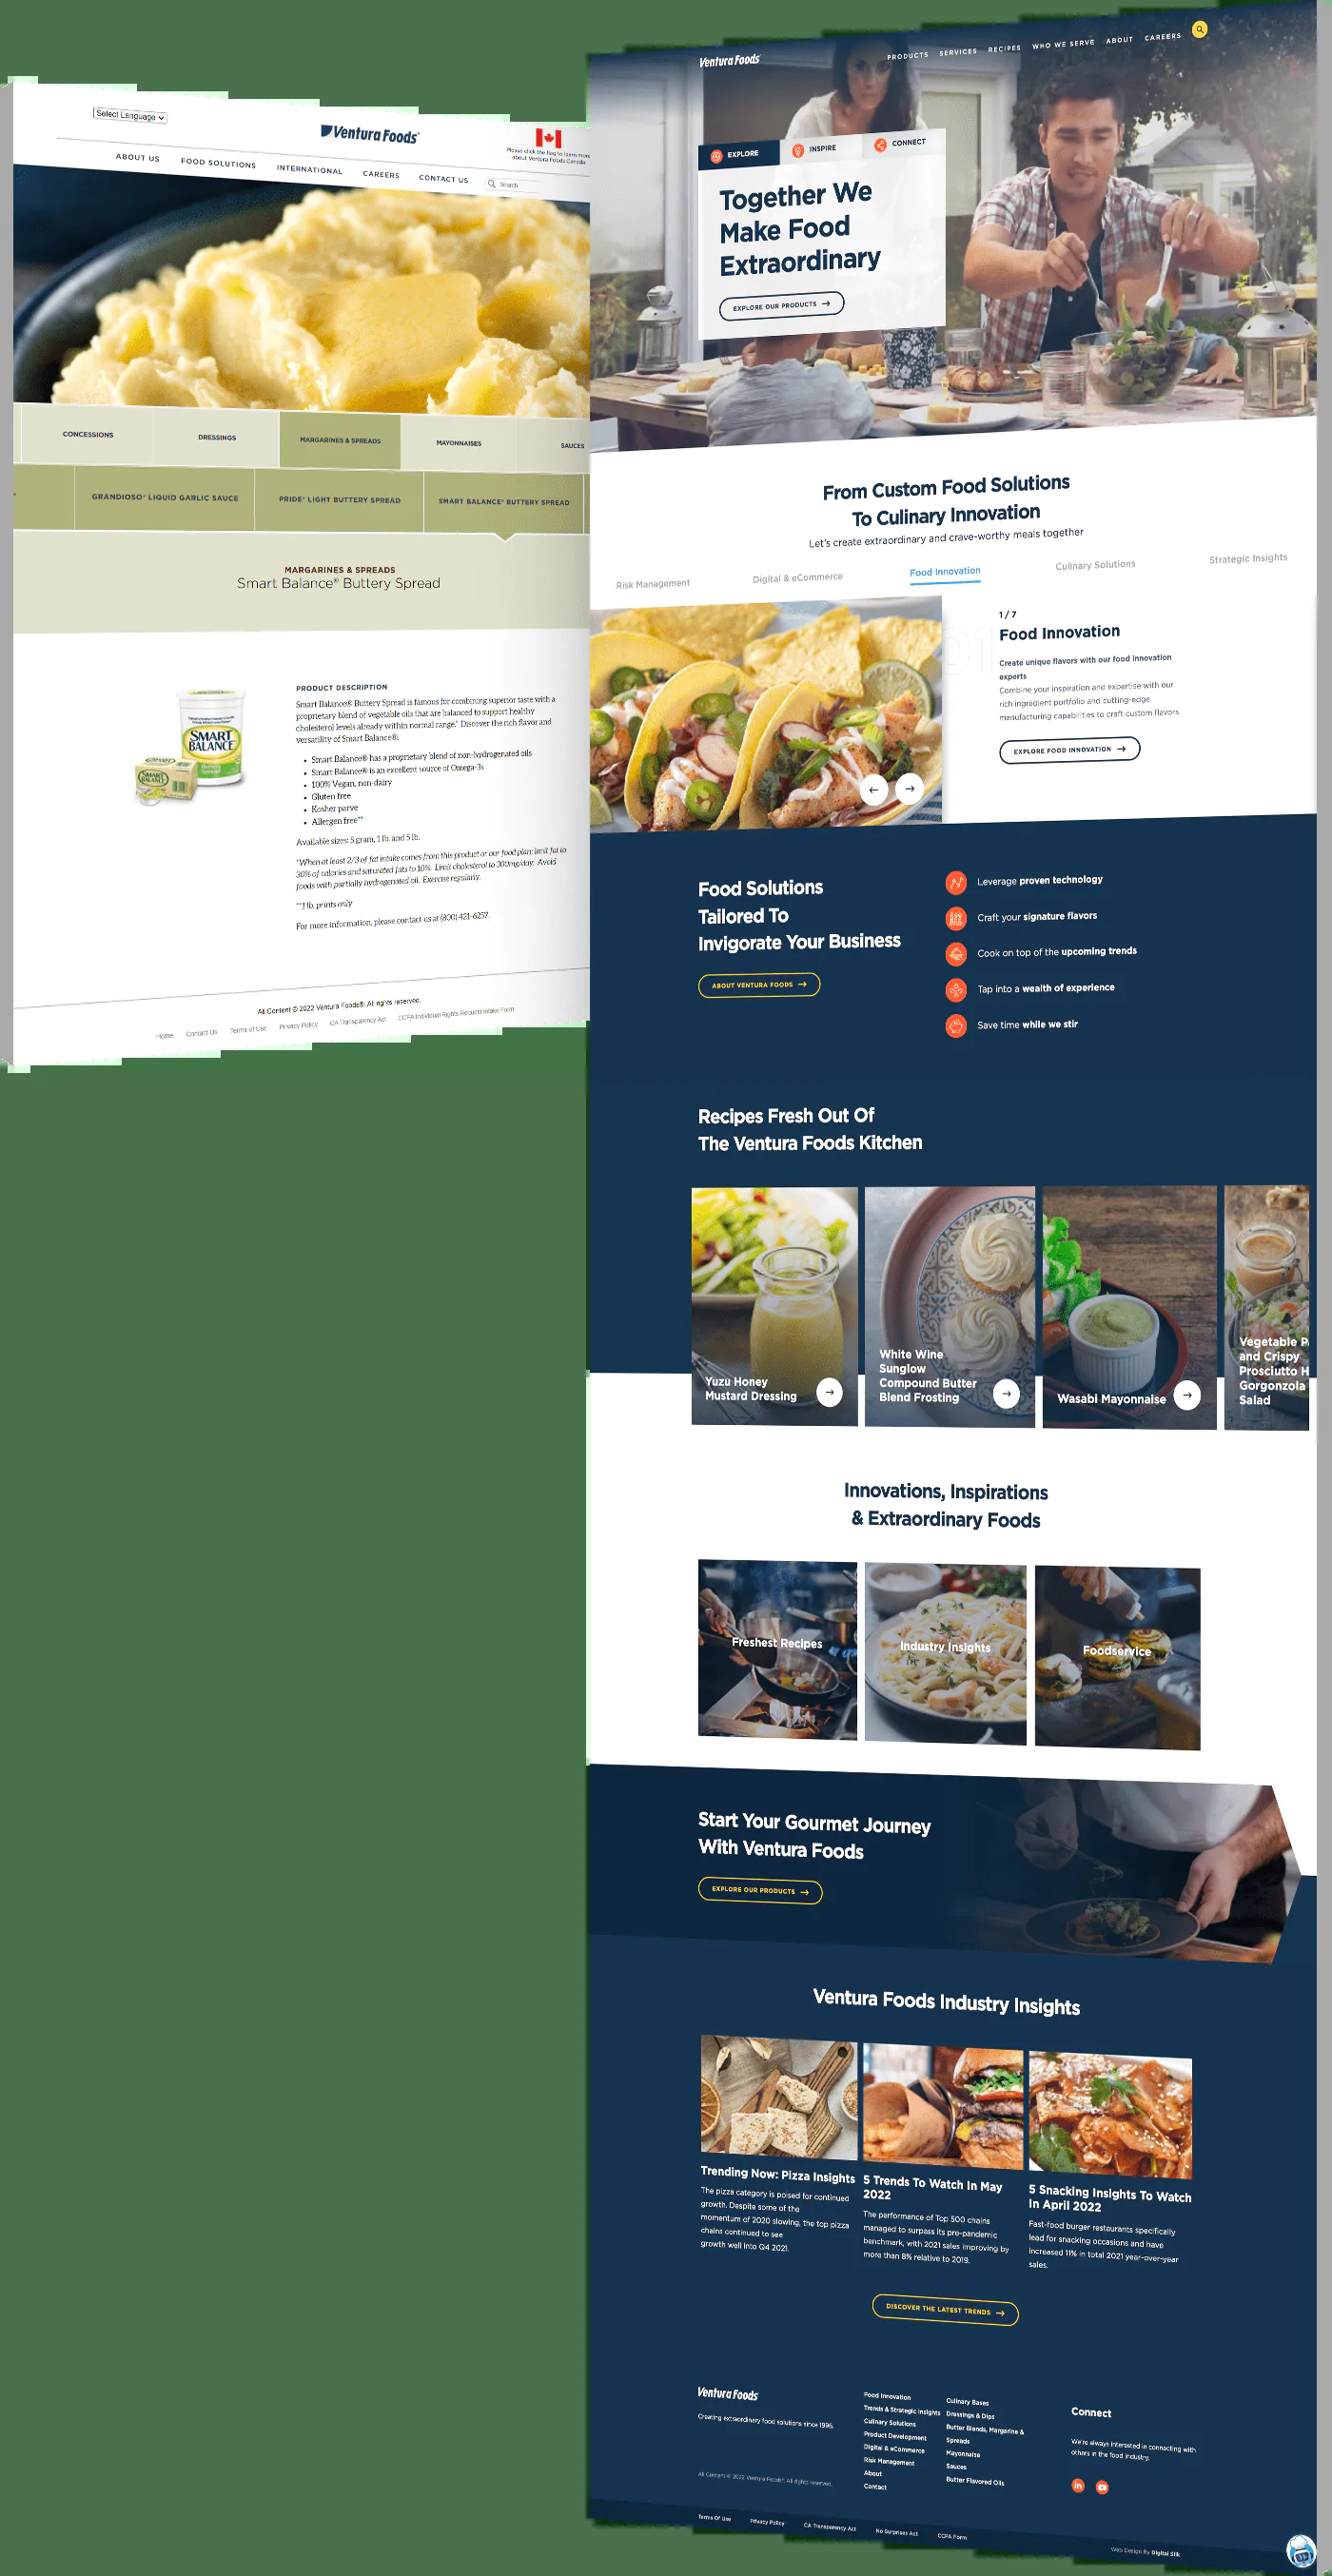 Select Language
Ventura Foods
Please click the flag to learn more
about Ventura Foods Canada
ABOUT US
FOOD SOLUTIONS
INTERNATIONAL
CAREERS
CONTACT US
Search
CONCESSIONS
DRESSINGS
MARGARINES & SPREADS
MAYONNAISES
SAUCES
GRANDIOSO® LIQUID GARLIC SAUCE
PRIDE® LIGHT BUTTERY SPREAD
SMART BALANCE® BUTTERY SPREAD
MARGARINES & SPREADS
Smart Balance® Buttery Spread
SMART
BALANCE
SMART
BALANCE
PRODUCT DESCRIPTION
Smart Balance® Buttery Spread is famous for combining superior taste with a
proprietary blend of vegetable oils that are balanced to support healthy
cholesterol levels already within normal range.* Discover the rich flavor and
versatility of Smart Balance®.
• Smart Balance® has a proprietary blend of non-hydrogenated oils
• Smart Balance® is an excellent source of Omega-3s
• 100% Vegan, non-dairy
• Gluten free
• Kosher parve
• Allergen free**
Available sizes: 5 gram, 1 lb. and 5 lb.
*When at least 2/3 of fat intake comes from this product or our food plan: limit fat to
30% of calories and saturated fats to 10%. Limit cholesterol to 300mg/day. Avoid
foods with partially hydrogenated oil. Exercise regularly.
**1 lb. prints only
For more information, please contact us at (800) 421-6257.
All Content © 2022 Ventura Foods®. All rights reserved.
Home
Contact Us
Terms of Use
Privacy Policy
CA Transparency Act
CCPA Individual Rights Request Intake Form
Ventura Foods
PRODUCTS
SERVICES
RECIPES
WHO WE SERVE
ABOUT
CAREERS
EXPLORE
INSPIRE
CONNECT
Together We
Make Food
Extraordinary
EXPLORE OUR PRODUCTS →
From Custom Food Solutions
To Culinary Innovation
Let's create extraordinary and crave-worthy meals together
Risk Management
Digital & eCommerce
Food Innovation
Culinary Solutions
Strategic Insights
01
1 / 7
Food Innovation
Create unique flavors with our food innovation
experts
Combine your inspiration and expertise with our
rich ingredient portfolio and cutting-edge
manufacturing capabilities to craft custom flavors.
EXPLORE FOOD INNOVATION →
Food Solutions
Tailored To
Invigorate Your Business
ABOUT VENTURA FOODS →
Leverage proven technology
Craft your signature flavors
Cook on top of the upcoming trends
Tap into a wealth of experience
Save time while we stir
Recipes Fresh Out Of
The Ventura Foods Kitchen
Yuzu Honey
Mustard Dressing
White Wine
Sunglow
Compound Butter
Blend Frosting
Wasabi Mayonnaise
Vegetable P
and Crispy
Prosciutto H
Gorgonzola
Salad
Innovations, Inspirations
& Extraordinary Foods
Freshest Recipes
Industry Insights
Foodservice
Start Your Gourmet Journey
With Ventura Foods
EXPLORE OUR PRODUCTS →
Ventura Foods Industry Insights
Trending Now: Pizza Insights
The pizza category is poised for continued
growth. Despite some of the
momentum of 2020 slowing, the top pizza
chains continued to see
growth well into Q4 2021.
5 Trends To Watch In May
2022
The performance of Top 500 chains
managed to surpass its pre-pandemic
benchmark, with 2021 sales improving by
more than 8% relative to 2019.
5 Snacking Insights To Watch
In April 2022
Fast-food burger restaurants specifically
lead for snacking occasions and have
increased 11% in total 2021 year-over-year
sales.
DISCOVER THE LATEST TRENDS →
Ventura Foods
Creating extraordinary food solutions since 1996.
All Content © 2022 Ventura Foods®. All rights reserved.
Food Innovation
Trends & Strategic Insights
Culinary Solutions
Product Development
Digital & eCommerce
Risk Management
About
Contact
Culinary Bases
Dressings & Dips
Butter Blends, Margarine &
Spreads
Mayonnaise
Sauces
Butter Flavored Oils
Connect
We're always interested in connecting with
others in the food industry.
in
Terms Of Use
Privacy Policy
CA Transparency Act
No Surprises Act
CCPA Form
Web Design By Digital Silk